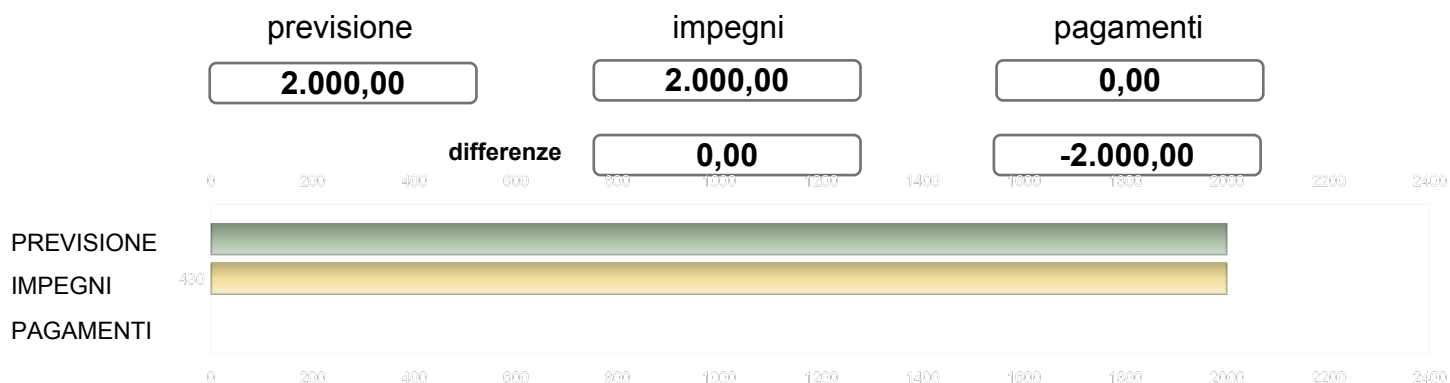 previsione impegni pagamenti
2.000,00 2.000,00 0,00
differenze 0,00 -2.000,00
0 200 400 600 800 1000 1200 1400 1600 1800 2000 2200 2400
PREVISIONE
430
IMPEGNI
PAGAMENTI
0 200 400 600 800 1000 1200 1400 1600 1800 2000 2200 2400